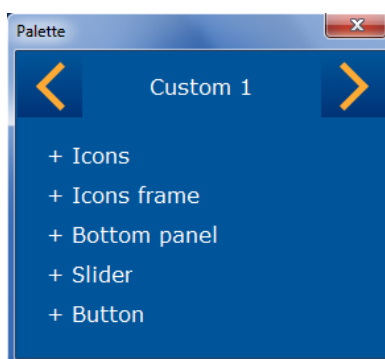 Palette
Custom 1
+ Icons
+ Icons frame
+ Bottom panel
+ Slider
+ Button